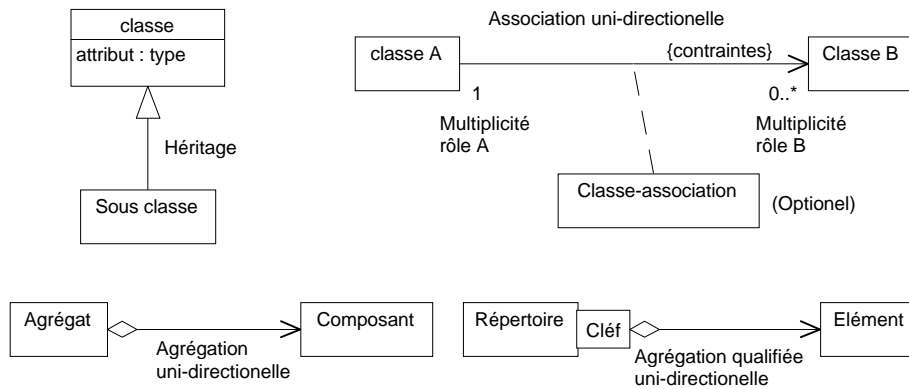 classe
attribut : type
Héritage
Sous classe
Association uni-directionelle
classe A
{contraintes}
Classe B
1
0..*
Multiplicité
rôle A
Multiplicité
rôle B
Classe-association
(Optionel)
Agrégat
Composant
Agrégation
uni-directionelle
Répertoire
Cléf
Elément
Agrégation qualifiée
uni-directionelle